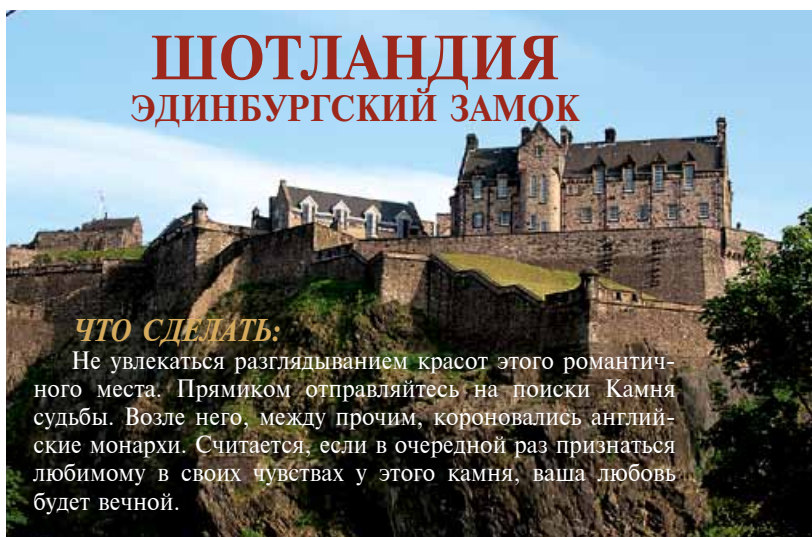 ШОТЛАНДИЯ
ЭДИНБУРГСКИЙ ЗАМОК
ЧТО СДЕЛАТЬ:
Не увлекаться разглядыванием красот этого романтич-
ного места. Прямиком отправляйтесь на поиски Камня
судьбы. Возле него, между прочим, короновались англий-
ские монархи. Считается, если в очередной раз признаться
любимому в своих чувствах у этого камня, ваша любовь
будет вечной.